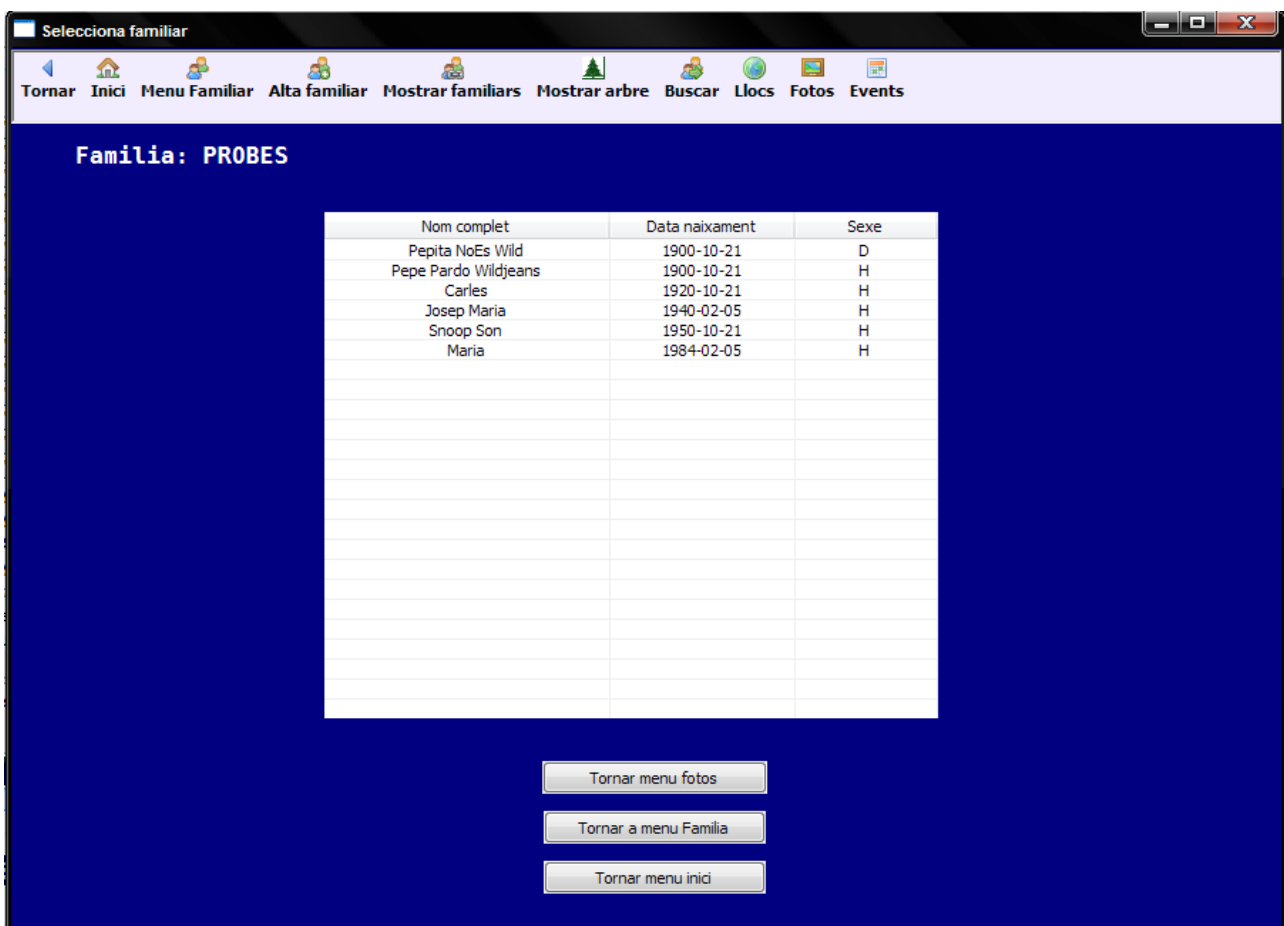 Selecciona familiar
Tornar Inici Menu Familiar Alta familiar Mostrar familiars Mostrar arbre Buscar Llocs Fotos Events
Familia: PROBES
Nom complet Data naixament Sexe
Pepita NoEs Wild 1900-10-21 D
Pepe Pardo Wildjeans 1900-10-21 H
Carles 1920-10-21 H
Josep Maria 1940-02-05 H
Snoop Son 1950-10-21 H
Maria 1984-02-05 H
Tornar menu fotos
Tornar a menu Familia
Tornar menu inici